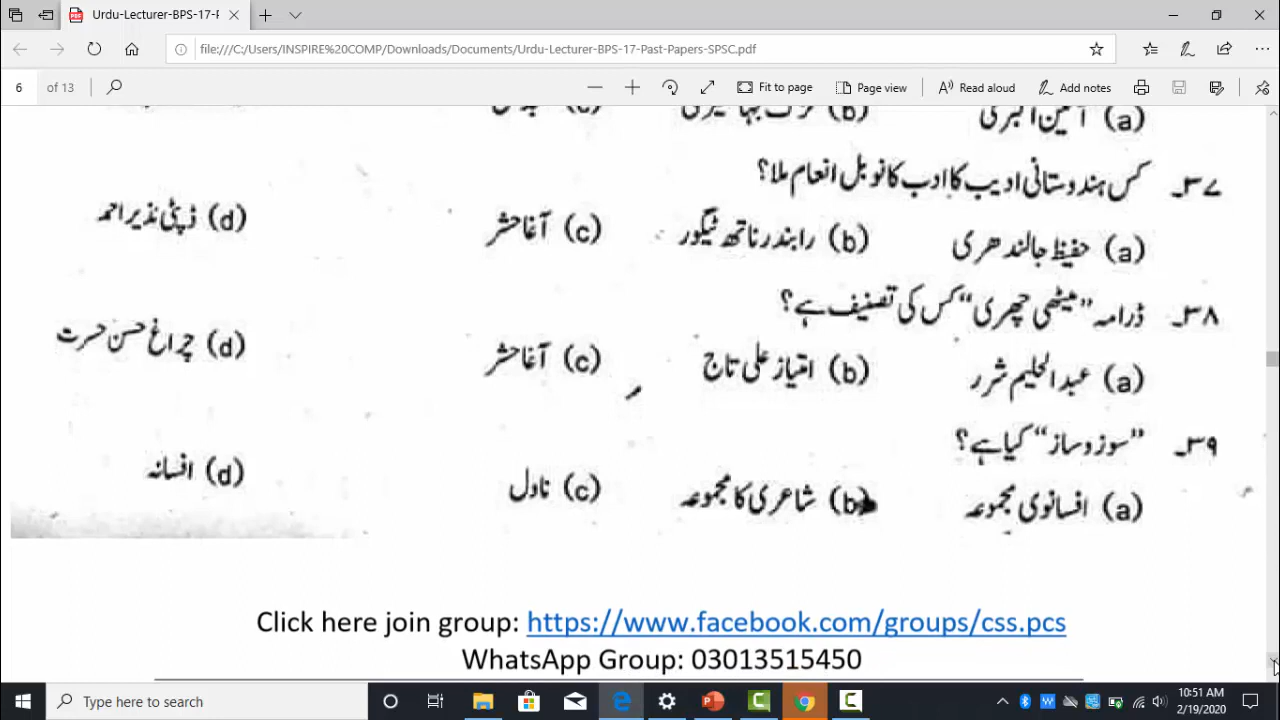 Urdu-Lecturer-BPS-17-F
file:///C:/Users/INSPIRE%20COMP/Downloads/Documents/Urdu-Lecturer-BPS-17-Past-Papers-SPSC.pdf
6 of 13 Fit to page Page view Read aloud Add notes
(a) آئین اکبری (b) (c)
۳۷۔ کس ہندوستانی ادیب کا ادب کا نوبل انعام ملا؟
(a) حفیظ جالندھری (b) رابندر ناتھ ٹیگور (c) آغا حشر (d) ڈپٹی نذیر احمد
۳۸۔ ڈرامہ ”میٹھی چھری“ کس کی تصنیف ہے؟
(a) عبدالحلیم شرر (b) امتیاز علی تاج (c) آغا حشر (d) چراغ حسن حسرت
۳۹۔ ”سوز و ساز“ کیا ہے؟
(a) افسانوی مجموعہ (b) شاعری کا مجموعہ (c) ناول (d) افسانہ
Click here join group: https://www.facebook.com/groups/css.pcs
WhatsApp Group: 03013515450
Type here to search
10:51 AM
2/19/2020